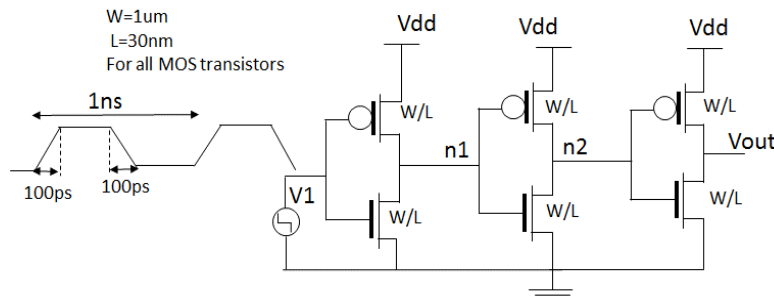 W=1um
L=30nm
For all MOS transistors
1ns
100ps
100ps
V1
Vdd
W/L
W/L
n1
Vdd
W/L
W/L
n2
Vdd
W/L
W/L
Vout